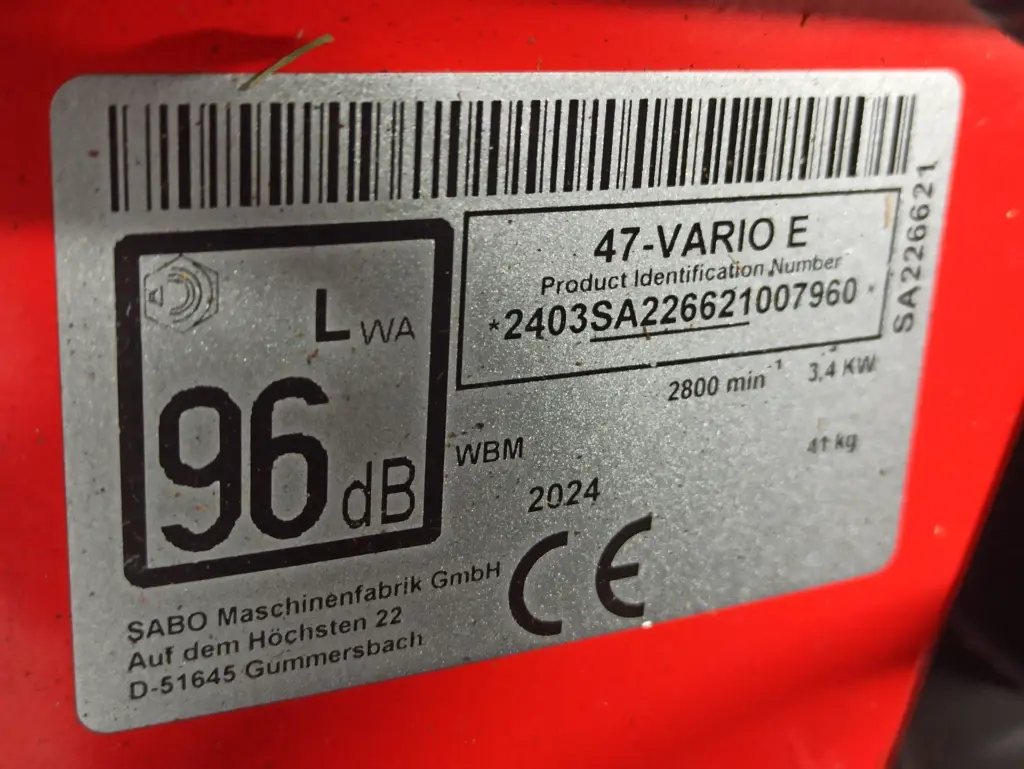 47-VARIO E
Product Identification Number
*2403SA226621007960*
SA226621
LWA
96 dB
2800 min⁻¹ 3,4 KW
WBM
41 kg
2024
CE
SABO Maschinenfabrik GmbH
Auf dem Höchsten 22
D-51645 Gummersbach